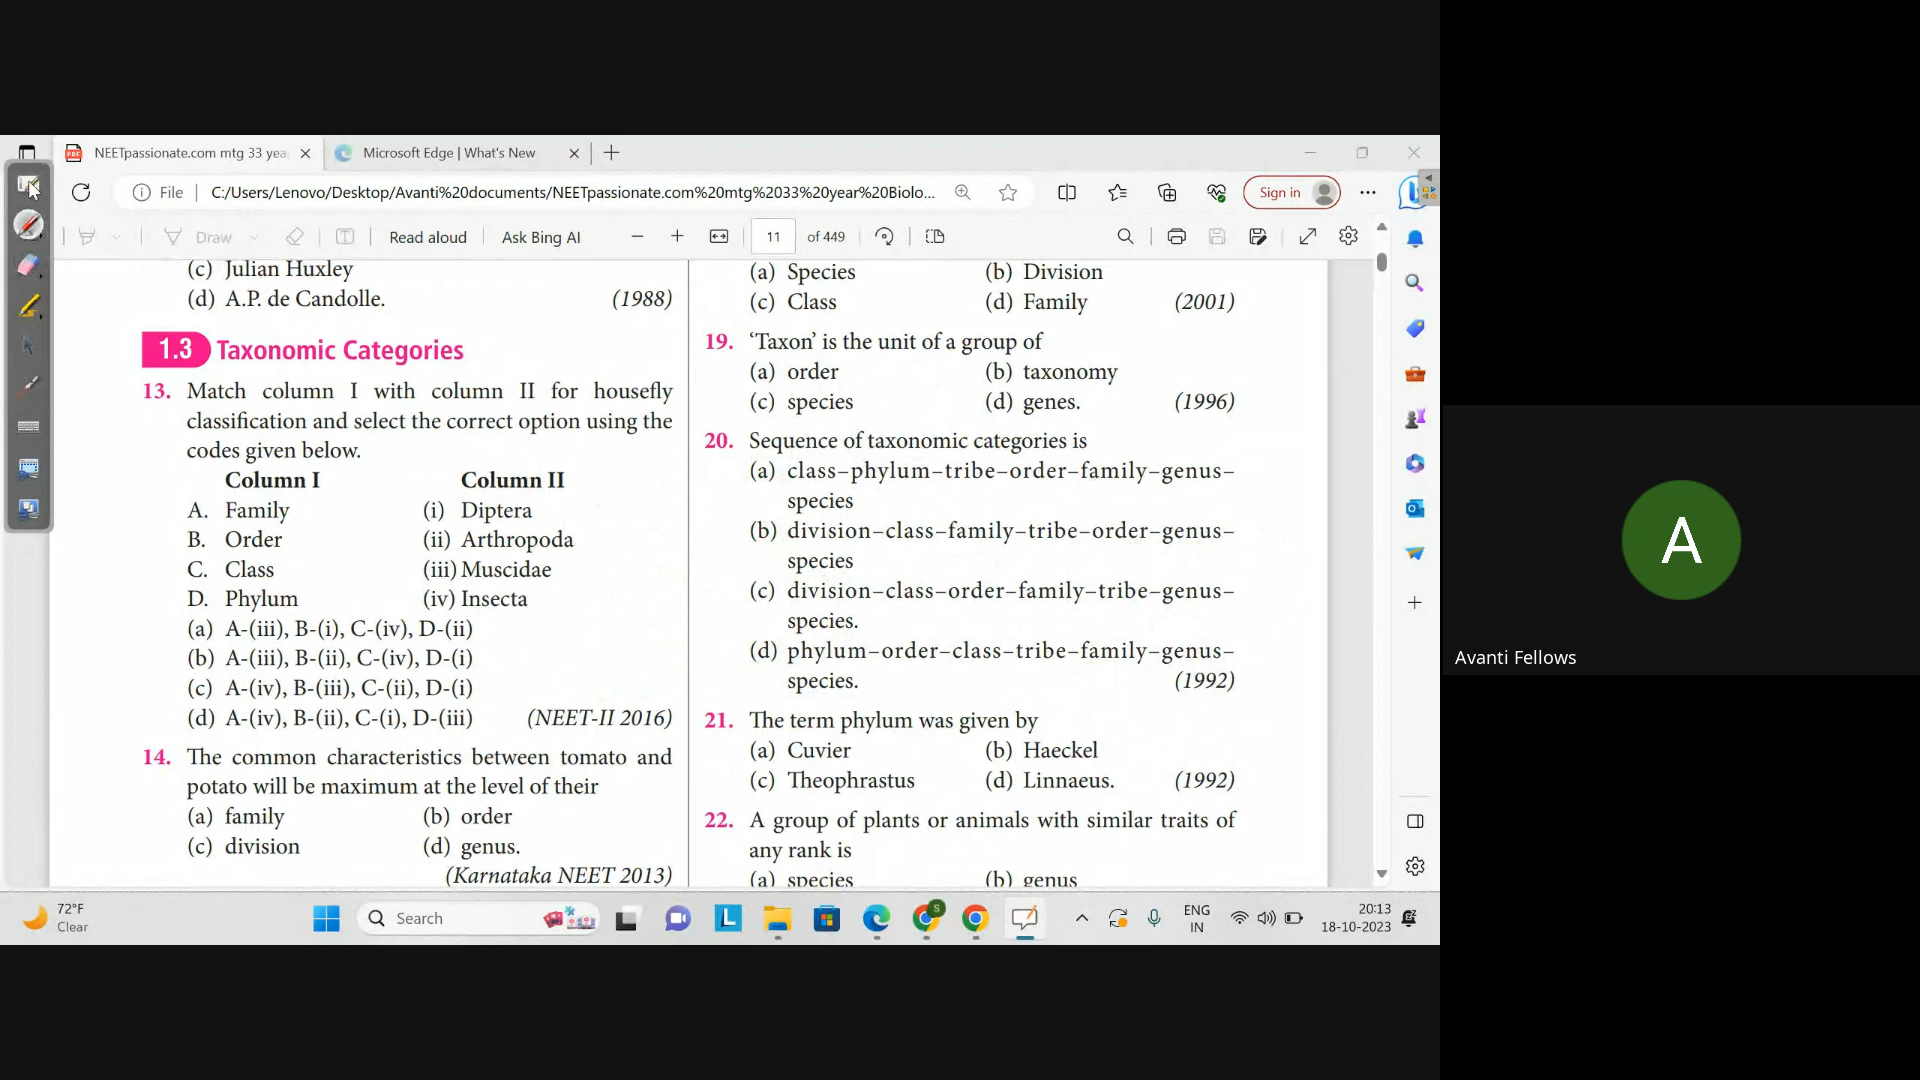 NEETpassionate.com mtg 33 yea
Microsoft Edge | What's New
File
C:/Users/Lenovo/Desktop/Avanti%20documents/NEETpassionate.com%20mtg%2033%20year%20Biolo...
Sign in
Draw
Read aloud
Ask Bing AI
11 of 449
(c) Julian Huxley
(d) A.P. de Candolle. (1988)
1.3 Taxonomic Categories
13. Match column I with column II for housefly
classification and select the correct option using the
codes given below.
Column I Column II
A. Family (i) Diptera
B. Order (ii) Arthropoda
C. Class (iii) Muscidae
D. Phylum (iv) Insecta
(a) A-(iii), B-(i), C-(iv), D-(ii)
(b) A-(iii), B-(ii), C-(iv), D-(i)
(c) A-(iv), B-(iii), C-(ii), D-(i)
(d) A-(iv), B-(ii), C-(i), D-(iii) (NEET-II 2016)
14. The common characteristics between tomato and
potato will be maximum at the level of their
(a) family (b) order
(c) division (d) genus.
(Karnataka NEET 2013)
(a) Species (b) Division
(c) Class (d) Family (2001)
19. ‘Taxon’ is the unit of a group of
(a) order (b) taxonomy
(c) species (d) genes. (1996)
20. Sequence of taxonomic categories is
(a) class–phylum–tribe–order–family–genus–
species
(b) division–class–family–tribe–order–genus–
species
(c) division–class–order–family–tribe–genus–
species.
(d) phylum–order–class–tribe–family–genus–
species. (1992)
21. The term phylum was given by
(a) Cuvier (b) Haeckel
(c) Theophrastus (d) Linnaeus. (1992)
22. A group of plants or animals with similar traits of
any rank is
(a) species (b) genus
A
Avanti Fellows
72°F
Clear
Search
L
S
ENG
IN
20:13
18-10-2023